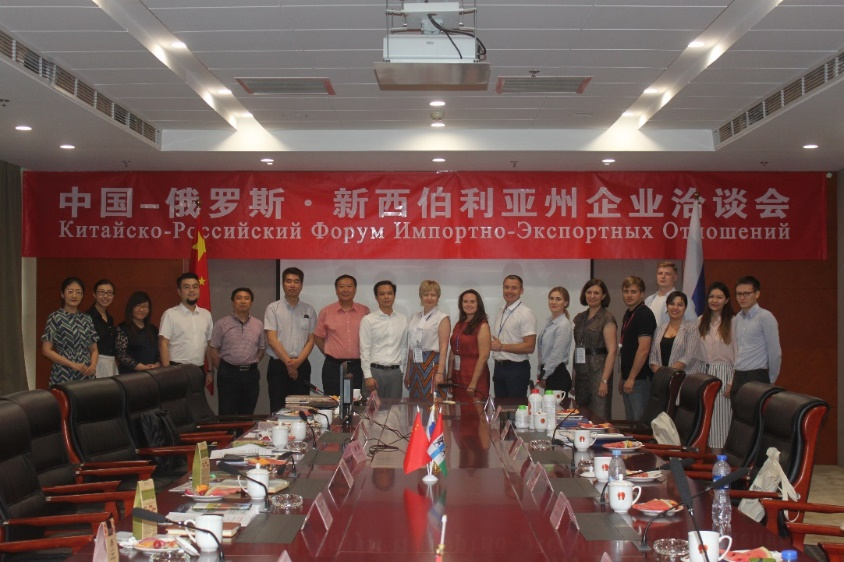 中国-俄罗斯·新西伯利亚州企业洽谈会
Китайско-Российский Форум Импортно-Экспортных Отношений